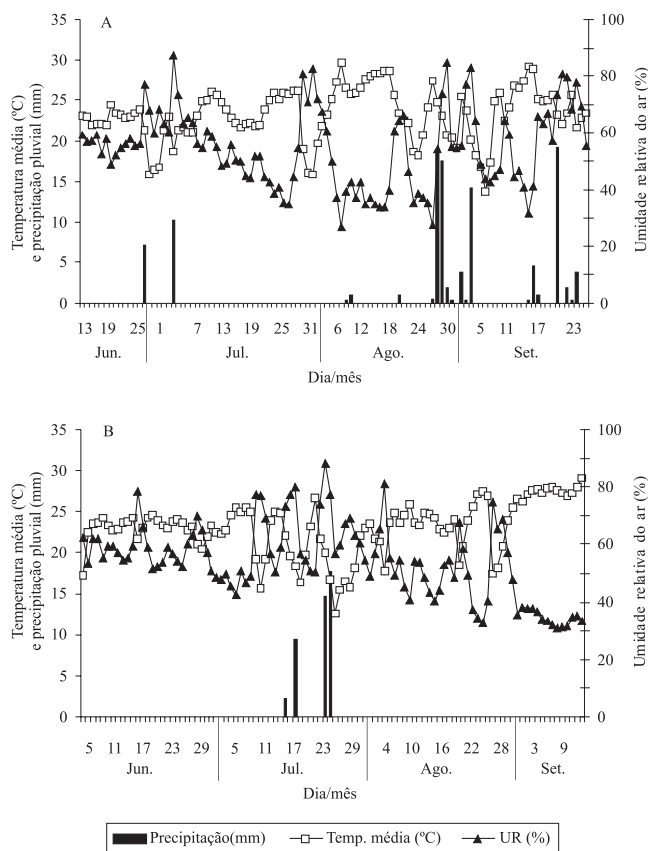 A
35
30
25
20
15
10
5
0
100
80
60
40
20
0
Temperatura média (ºC)
e precipitação pluvial (mm)
Umidade relativa do ar (%)
13 19 25 1 7 13 19 25 31 6 12 18 24 30 5 11 17 23
Jun. Jul. Ago. Set.
Dia/mês
B
35
30
25
20
15
10
5
0
100
80
60
40
20
0
Temperatura média (ºC)
e precipitação pluvial (mm)
Umidade relativa do ar (%)
5 11 17 23 29 5 11 17 23 29 4 10 16 22 28 3 9
Jun. Jul. Ago. Set.
Dia/mês
Precipitação(mm) Temp. média (ºC) UR (%)